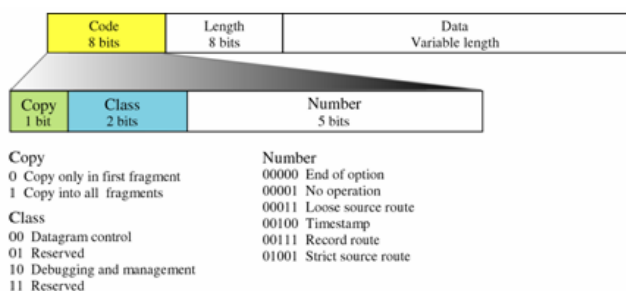 Code
8 bits
Length
8 bits
Data
Variable length
Copy
1 bit
Class
2 bits
Number
5 bits
Copy
0 Copy only in first fragment
1 Copy into all fragments
Class
00 Datagram control
01 Reserved
10 Debugging and management
11 Reserved
Number
00000 End of option
00001 No operation
00011 Loose source route
00100 Timestamp
00111 Record route
01001 Strict source route